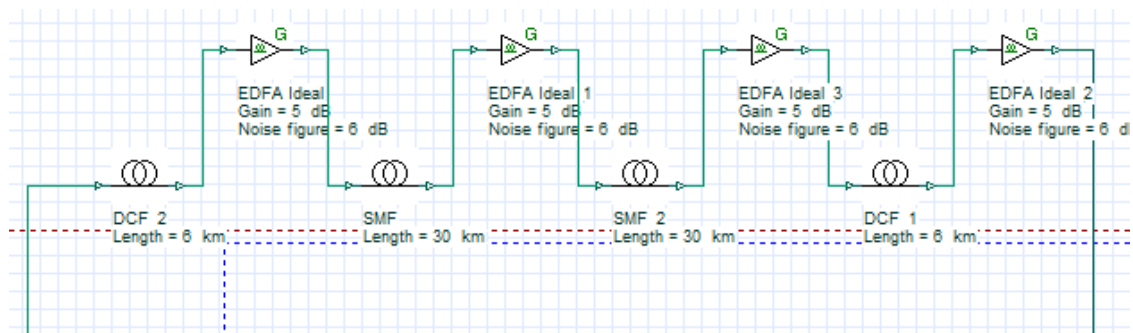 G
G
G
G
EDFA Ideal
Gain = 5 dB
Noise figure = 6 dB
EDFA Ideal 1
Gain = 5 dB
Noise figure = 6 dB
EDFA Ideal 3
Gain = 5 dB
Noise figure = 6 dB
EDFA Ideal 2
Gain = 5 dB
Noise figure = 6 d
DCF 2
Length = 6 km
SMF
Length = 30 km
SMF 2
Length = 30 km
DCF 1
Length = 6 km